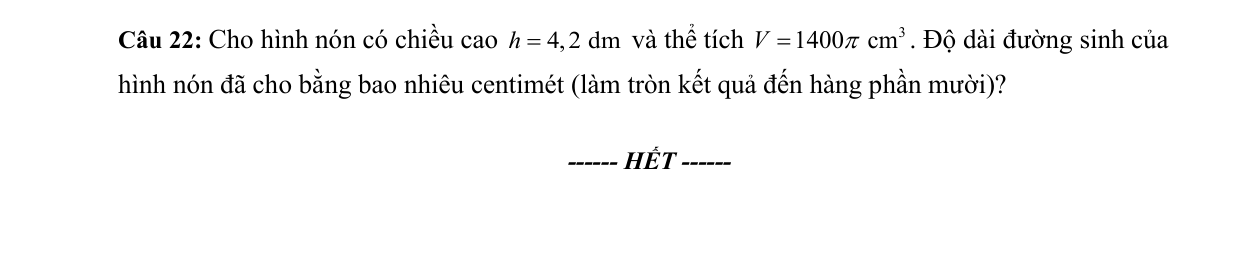 Câu 22: Cho hình nón có chiều cao h = 4,2 dm và thể tích V = 1400π cm³. Độ dài đường sinh của
hình nón đã cho bằng bao nhiêu centimét (làm tròn kết quả đến hàng phần mười)?
------ HẾT ------